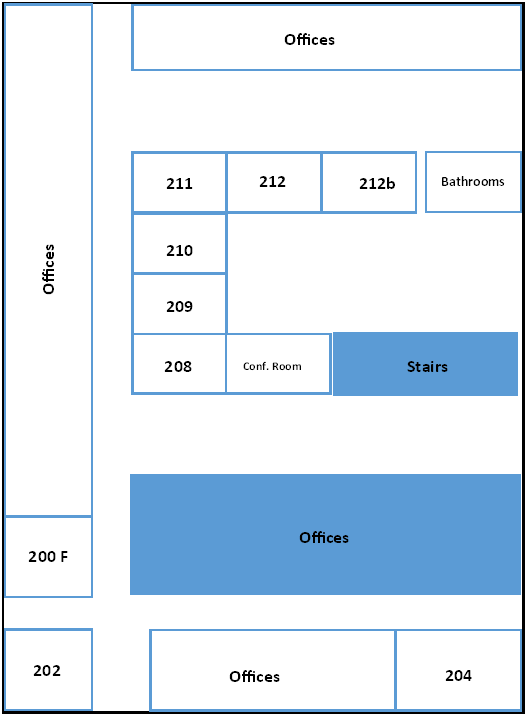 Offices
211
212
212b
Bathrooms
Offices
210
209
208
Conf. Room
Stairs
Offices
200 F
202
Offices
204